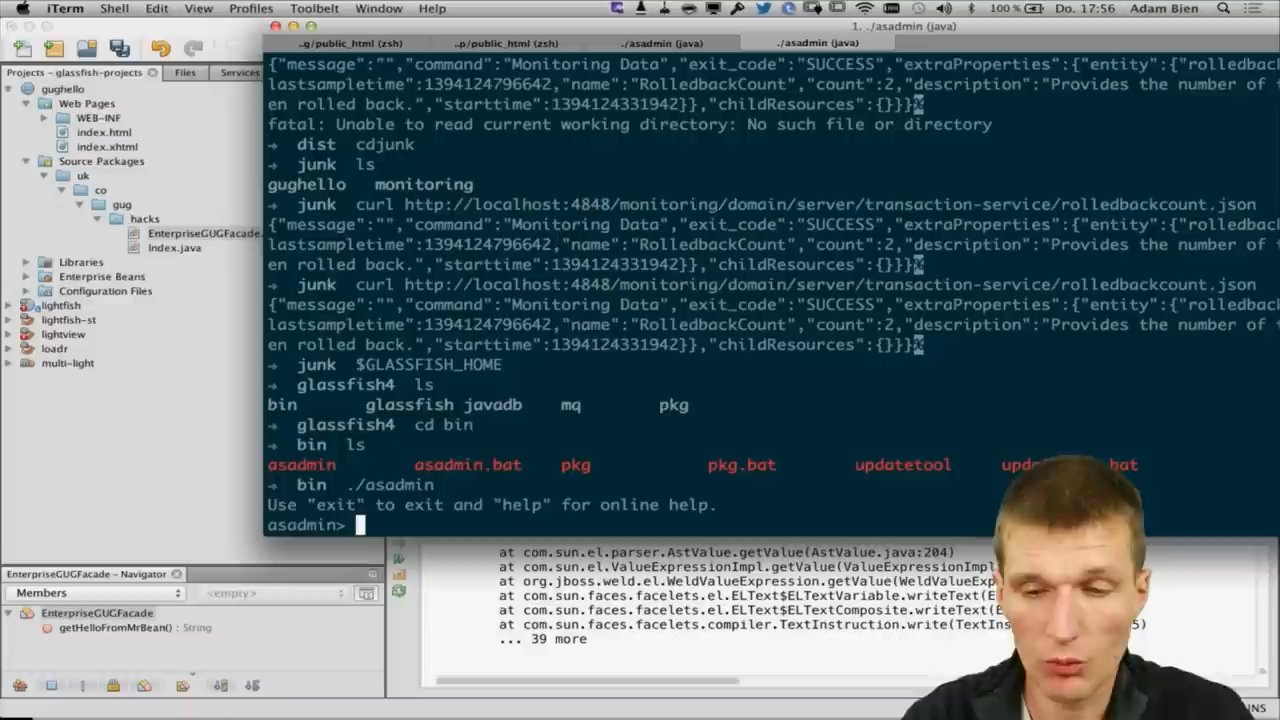 iTerm Shell Edit View Profiles Toolbelt Window Help 100 % Do. 17:56 Adam Bien
1. ./asadmin (java)
..g/public_html (zsh) ..p/public_html (zsh) ./asadmin (java) ./asadmin (java)
Projects - glassfish-projects Files Services
gughello
Web Pages
WEB-INF
index.html
index.xhtml
Source Packages
uk
co
gug
hacks
EnterpriseGUGFacade.
Index.java
Libraries
Enterprise Beans
Configuration Files
lightfish
lightfish-st
lightview
loadr
multi-light
{"message":"","command":"Monitoring Data","exit_code":"SUCCESS","extraProperties":{"entity":{"rolledback
lastsampletime":1394124796642,"name":"RolledbackCount","count":2,"description":"Provides the number of
en rolled back.","starttime":1394124331942}},"childResources":{}}}%
fatal: Unable to read current working directory: No such file or directory
→ dist cdjunk
→ junk ls
gughello monitoring
→ junk curl http://localhost:4848/monitoring/domain/server/transaction-service/rolledbackcount.json
{"message":"","command":"Monitoring Data","exit_code":"SUCCESS","extraProperties":{"entity":{"rolledback
lastsampletime":1394124796642,"name":"RolledbackCount","count":2,"description":"Provides the number of
en rolled back.","starttime":1394124331942}},"childResources":{}}}%
→ junk curl http://localhost:4848/monitoring/domain/server/transaction-service/rolledbackcount.json
{"message":"","command":"Monitoring Data","exit_code":"SUCCESS","extraProperties":{"entity":{"rolledback
lastsampletime":1394124796642,"name":"RolledbackCount","count":2,"description":"Provides the number of
en rolled back.","starttime":1394124331942}},"childResources":{}}}%
→ junk $GLASSFISH_HOME
→ glassfish4 ls
bin glassfish javadb mq pkg
→ glassfish4 cd bin
→ bin ls
asadmin asadmin.bat pkg pkg.bat updatetool
→ bin ./asadmin
Use "exit" to exit and "help" for online help.
asadmin>
EnterpriseGUGFacade - Navigator
Members <empty>
EnterpriseGUGFacade
getHelloFromMrBean() : String
at com.sun.el.parser.AstValue.getValue(AstValue.java:204)
at com.sun.el.ValueExpressionImpl.getValue(ValueExpressionImpl
at org.jboss.weld.el.WeldValueExpression.getValue(WeldValueExpres
at com.sun.faces.facelets.el.ELText$ELTextVariable.writeText(E
at com.sun.faces.facelets.el.ELText$ELTextComposite.writeText(E
at com.sun.faces.facelets.compiler.TextInstruction.write(TextIns
... 39 more
INS